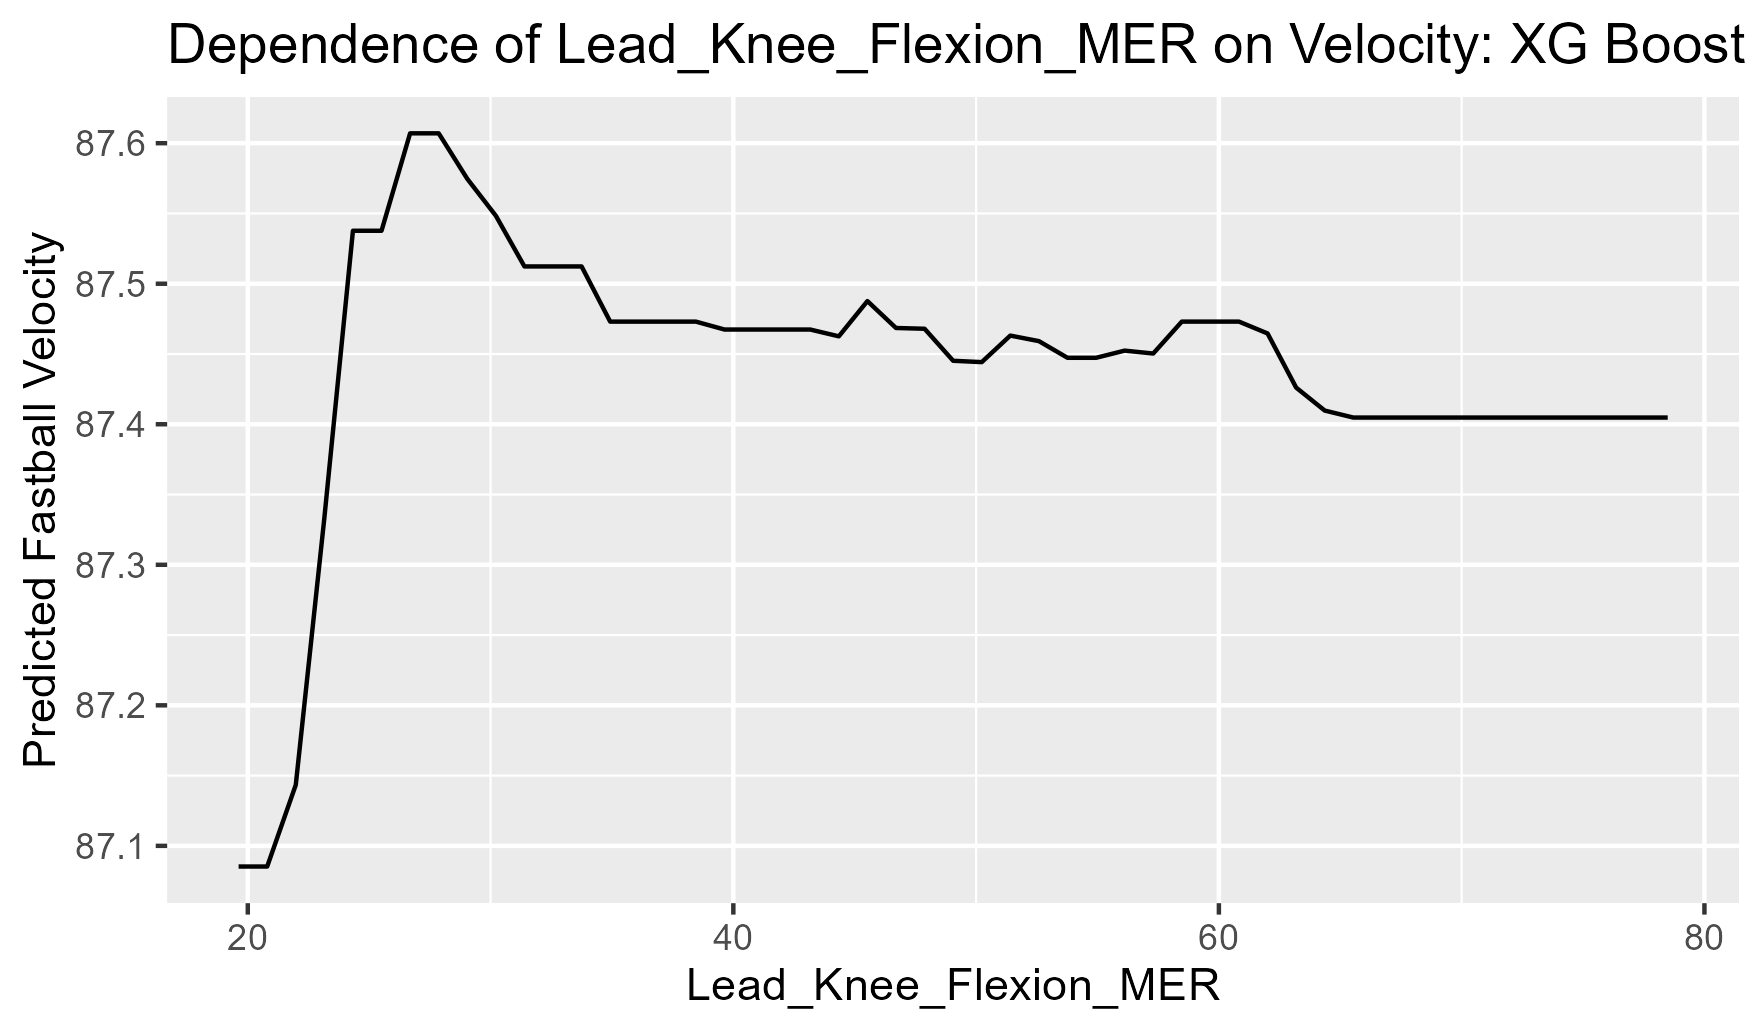 Dependence of Lead_Knee_Flexion_MER on Velocity: XG Boost
Predicted Fastball Velocity
87.6
87.5
87.4
87.3
87.2
87.1
20 40 60 80
Lead_Knee_Flexion_MER